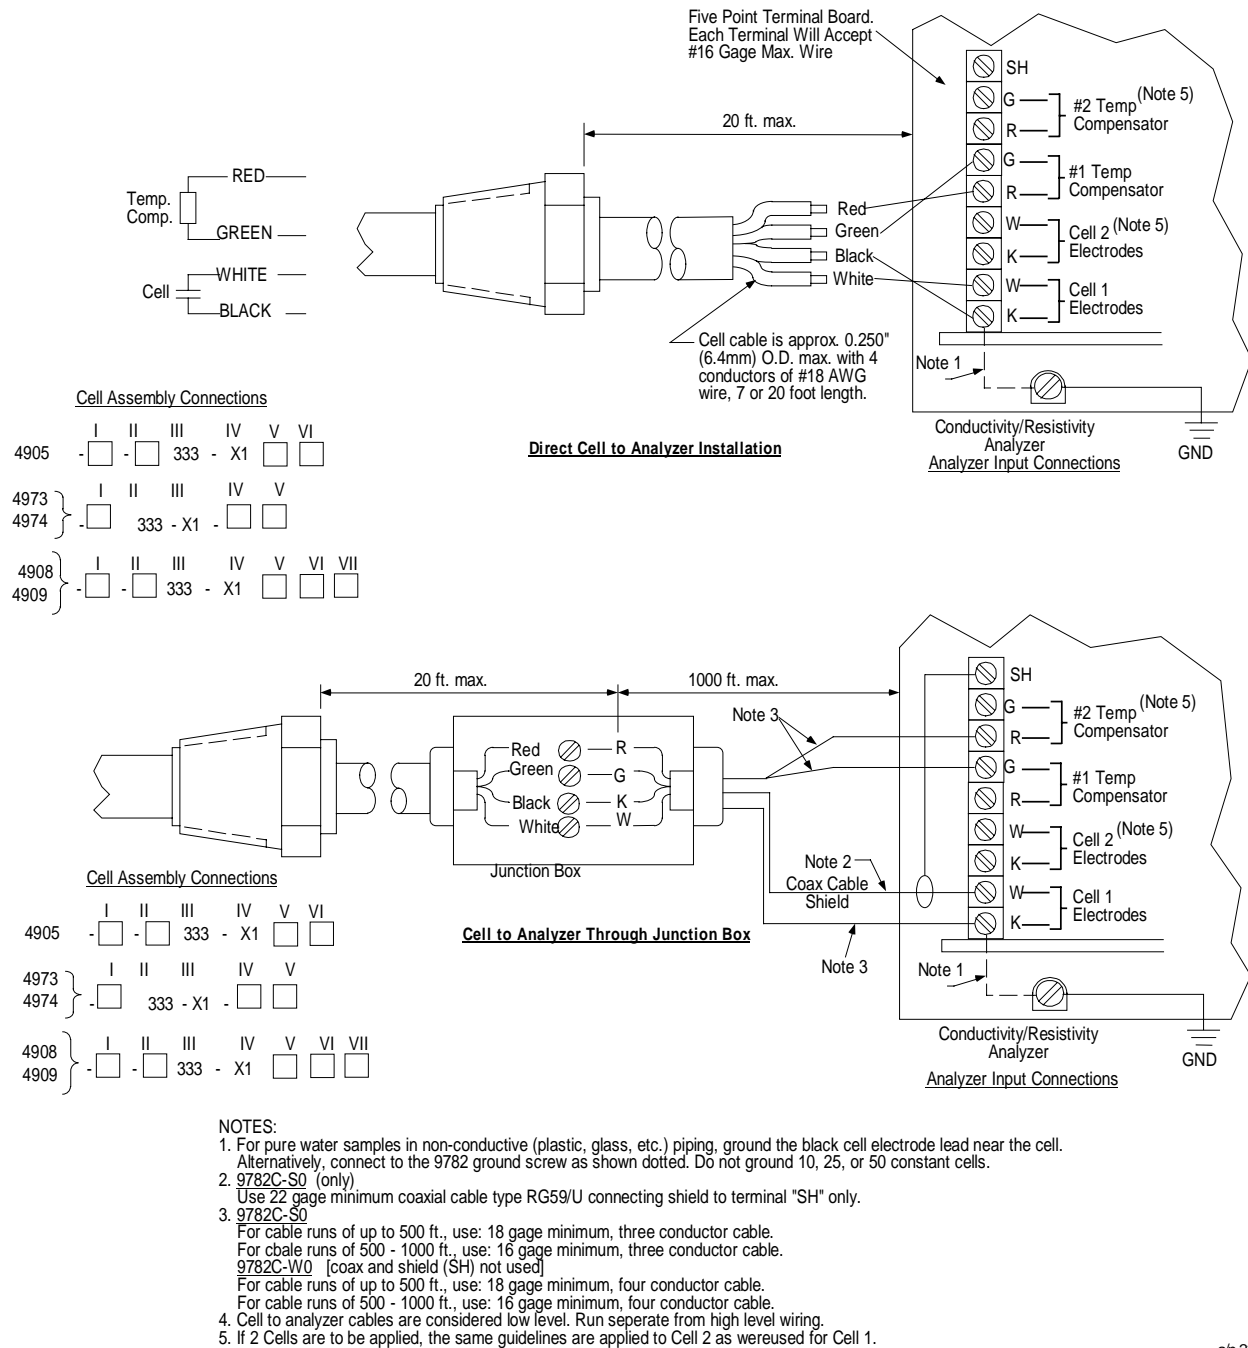 Five Point Terminal Board.
Each Terminal Will Accept
#16 Gage Max. Wire
SH
G
#2 Temp (Note 5)
Compensator
R
20 ft. max.
G
#1 Temp
Compensator
R
RED
Temp.
Comp.
GREEN
WHITE
Cell
BLACK
Red
Green
Black
White
W
Cell 2 (Note 5)
Electrodes
K
W
Cell 1
Electrodes
K
Cell cable is approx. 0.250"
(6.4mm) O.D. max. with 4
conductors of #18 AWG
wire, 7 or 20 foot length.
Note 1
Conductivity/Resistivity
Analyzer
Analyzer Input Connections
GND
Direct Cell to Analyzer Installation
Cell Assembly Connections
I II III IV V VI
4905 - - 333 - X1
I II III IV V
4973
4974 - 333 - X1 -
I II III IV V VI VII
4908
4909 - - 333 - X1
20 ft. max.
1000 ft. max.
Note 3
SH
G
#2 Temp (Note 5)
Compensator
R
G
#1 Temp
Compensator
R
W
Cell 2 (Note 5)
Electrodes
K
W
Cell 1
Electrodes
K
Red R
Green G
Black K
White W
Junction Box
Note 2
Coax Cable
Shield
Note 3
Note 1
Conductivity/Resistivity
Analyzer
Analyzer Input Connections
GND
Cell to Analyzer Through Junction Box
Cell Assembly Connections
I II III IV V VI
4905 - - 333 - X1
I II III IV V
4973
4974 - 333 - X1 -
I II III IV V VI VII
4908
4909 - - 333 - X1
NOTES:
1. For pure water samples in non-conductive (plastic, glass, etc.) piping, ground the black cell electrode lead near the cell.
Alternatively, connect to the 9782 ground screw as shown dotted. Do not ground 10, 25, or 50 constant cells.
2. 9782C-S0 (only)
Use 22 gage minimum coaxial cable type RG59/U connecting shield to terminal "SH" only.
3. 9782C-S0
For cable runs of up to 500 ft., use: 18 gage minimum, three conductor cable.
For cbale runs of 500 - 1000 ft., use: 16 gage minimum, three conductor cable.
9782C-W0 [coax and shield (SH) not used]
For cable runs of up to 500 ft., use: 18 gage minimum, four conductor cable.
For cable runs of 500 - 1000 ft., use: 16 gage minimum, four conductor cable.
4. Cell to analyzer cables are considered low level. Run seperate from high level wiring.
5. If 2 Cells are to be applied, the same guidelines are applied to Cell 2 as wereused for Cell 1.